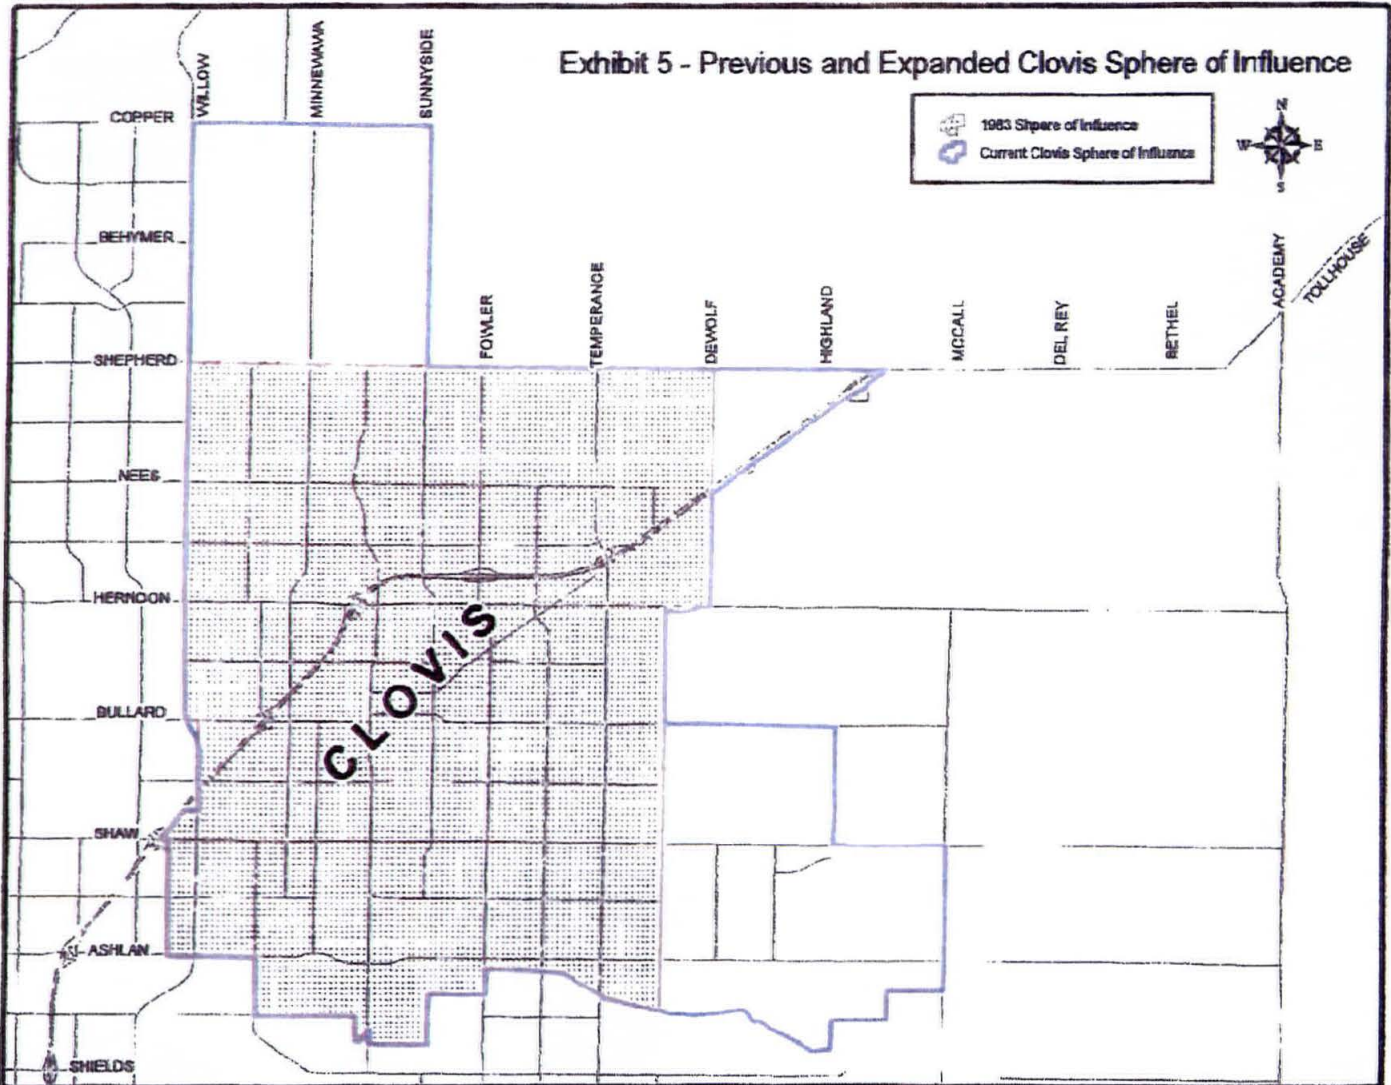 Exhibit 5 - Previous and Expanded Clovis Sphere of Influence
1983 Shpere of Influence
Current Clovis Sphere of Influence
N
W
E
S
WILLOW
MINNEWAWA
SUNNYSIDE
COPPER
BEHYMER
SHEPHERD
FOWLER
TEMPERANCE
DEWOLF
HIGHLAND
MCCALL
DEL REY
BETHEL
ACADEMY
TOLLHOUSE
NEES
HERNDON
BULLARD
SHAW
ASHLAN
SHIELDS
CLOVIS